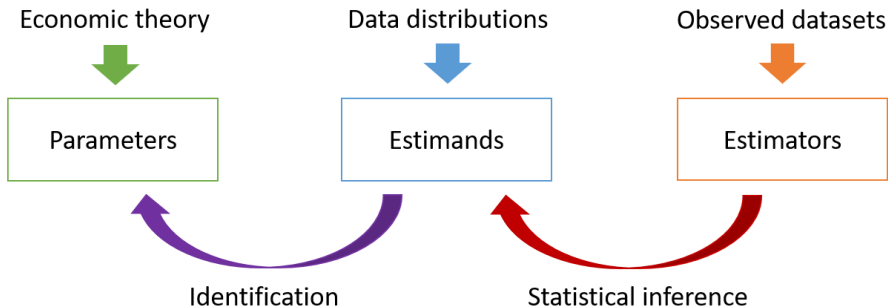 Economic theory
Data distributions
Observed datasets
Parameters
Estimands
Estimators
Identification
Statistical inference